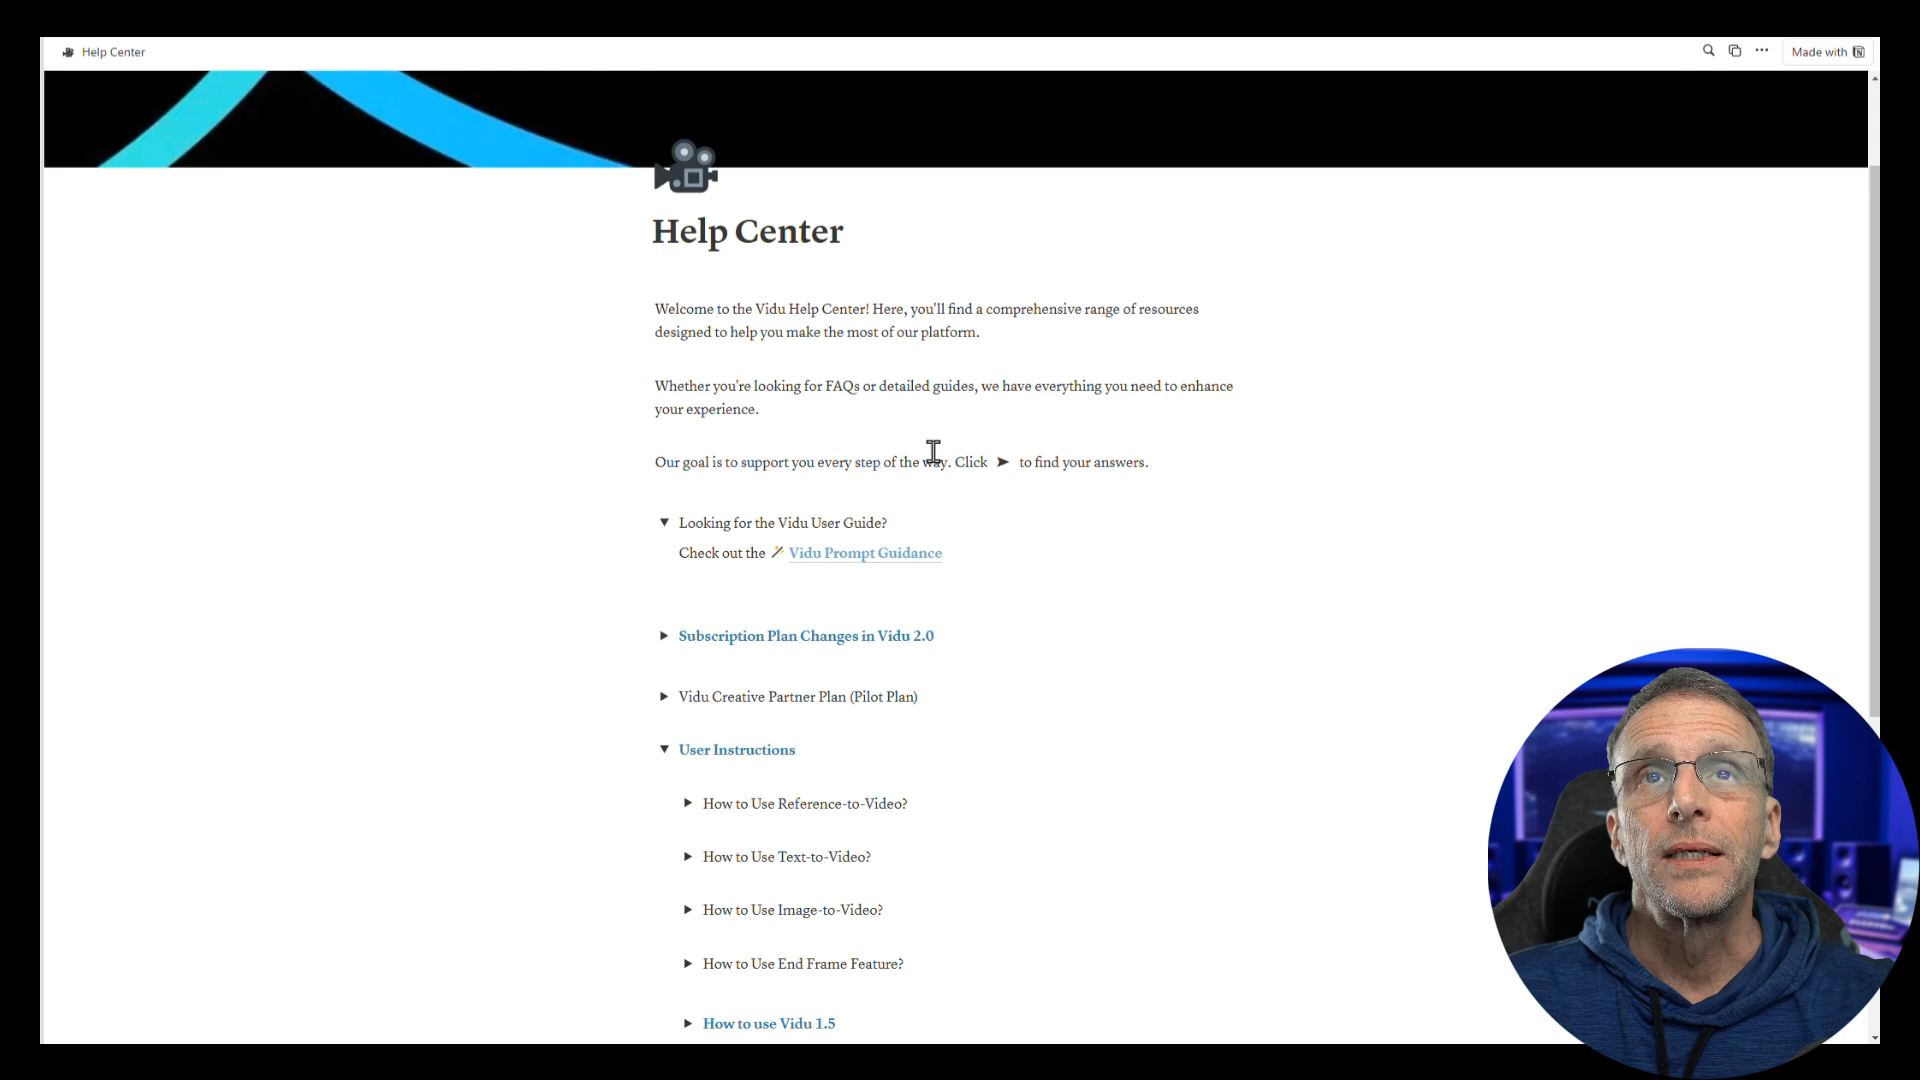 Help Center
Made with
Help Center
Welcome to the Vidu Help Center! Here, you'll find a comprehensive range of resources
designed to help you make the most of our platform.
Whether you're looking for FAQs or detailed guides, we have everything you need to enhance
your experience.
Our goal is to support you every step of the way. Click ➤ to find your answers.
Looking for the Vidu User Guide?
Check out the Vidu Prompt Guidance
Subscription Plan Changes in Vidu 2.0
Vidu Creative Partner Plan (Pilot Plan)
User Instructions
How to Use Reference-to-Video?
How to Use Text-to-Video?
How to Use Image-to-Video?
How to Use End Frame Feature?
How to use Vidu 1.5